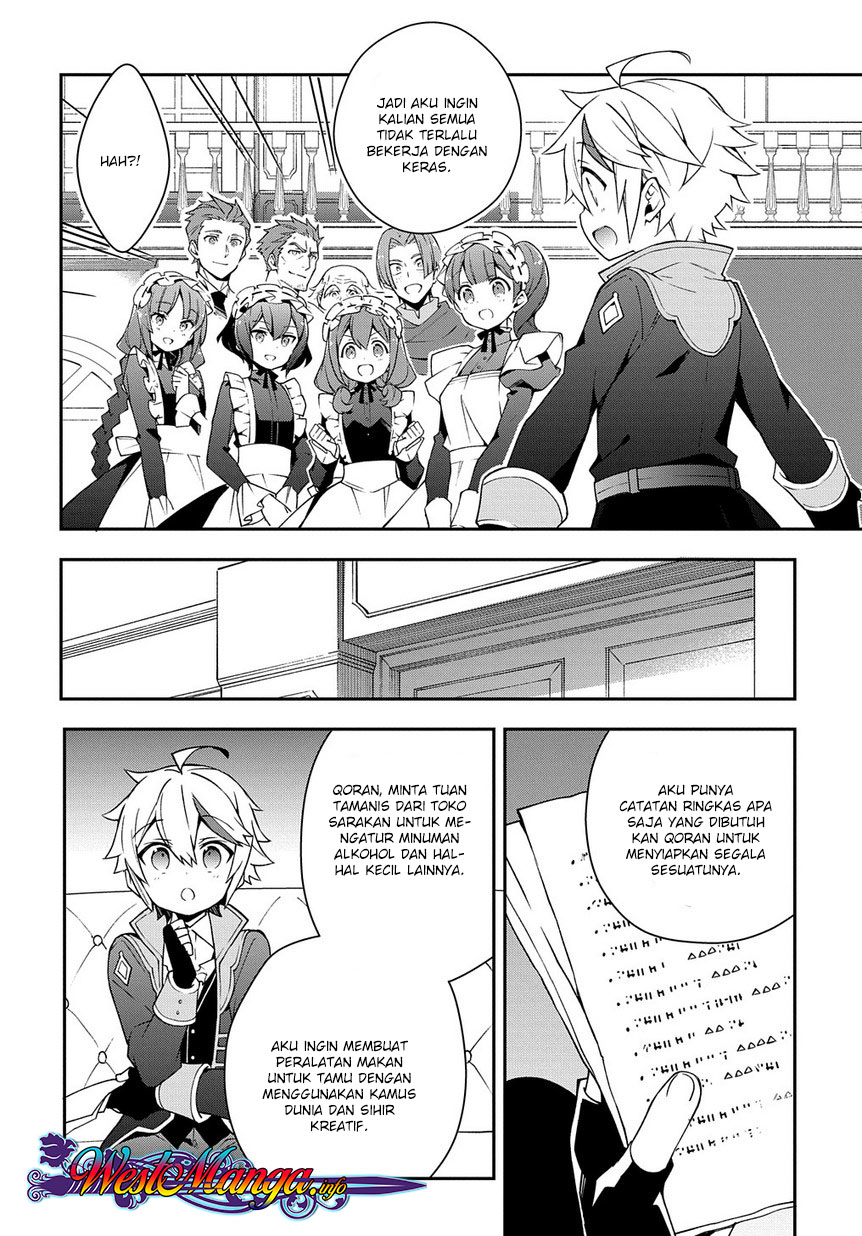 JADI AKU INGIN
KALIAN SEMUA
TIDAK TERLALU
BEKERJA DENGAN
KERAS.
HAH?!
QORAN, MINTA TUAN
TAMANIS DARI TOKO
SARAKAN UNTUK ME-
NGATUR MINUMAN
ALKOHOL DAN HAL-
HAL KECIL LAINNYA.
AKU INGIN MEMBUAT
PERALATAN MAKAN
UNTUK TAMU DENGAN
MENGGUNAKAN KAMUS
DUNIA DAN SIHIR
KREATIF.
AKU PUNYA
CATATAN RINGKAS APA
SAJA YANG DIBUTUH
KAN QORAN UNTUK
MENYIAPKAN SEGALA
SESUATUNYA.
WestManga.info